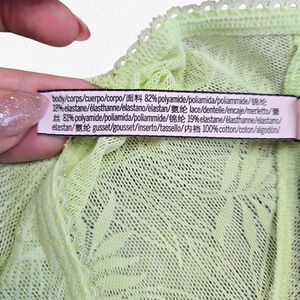 body/corps/cuerpo/corpo/面料 82% polyamide/poliamida/poliammide/锦纶
18% elastane/élasthanne/elastano/elastan/氨纶/ lace/dentelle/encaje/merletto/蕾
丝 81% polyamide/poliamida/poliammide/锦纶 19% elastane/élasthanne/elastano/
elastan/氨纶/ gusset/gousset/inserto/tassello/ 内裆 100% cotton/coton/algodón/